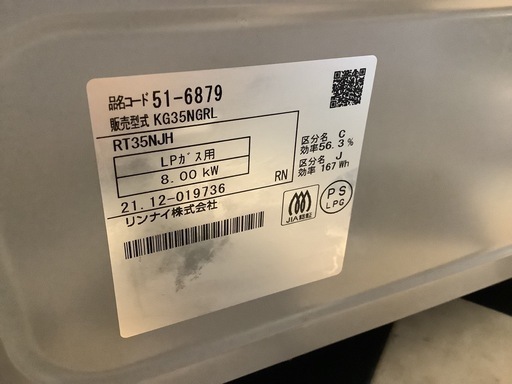 品名コード 51-6879
販売型式 KG35NGRL
RT35NJH
LPガス用
8.00 kW
RN
21.12-019736
リンナイ株式会社
区分名 C
効率56.3 %
区分名 J
効率 167 Wh
JIA認証
PS
LPG